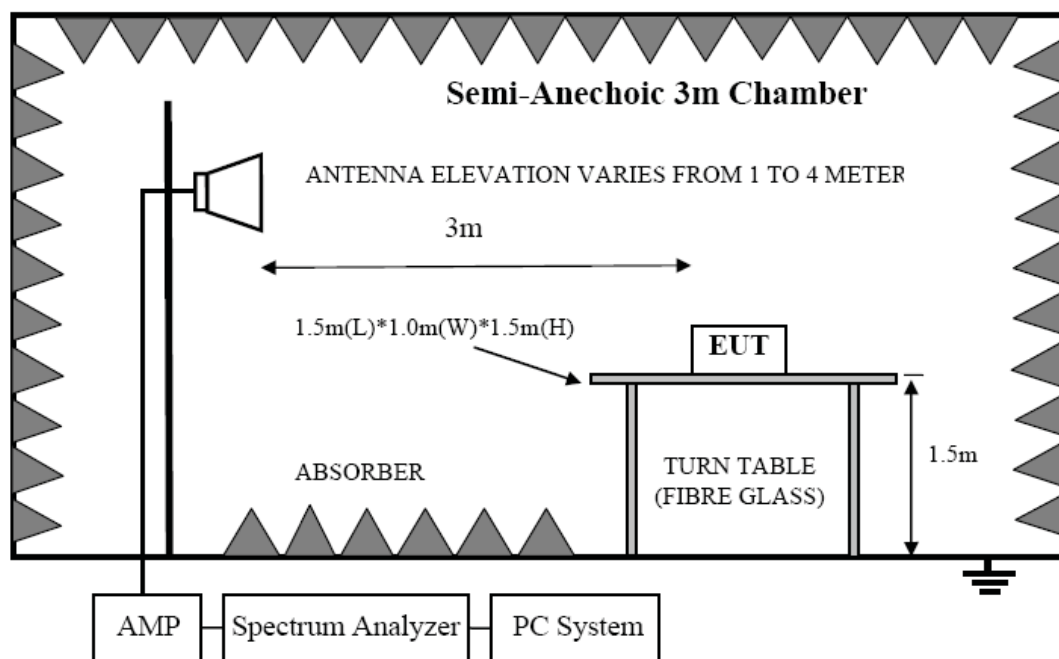 Semi-Anechoic 3m Chamber
ANTENNA ELEVATION VARIES FROM 1 TO 4 METER
3m
1.5m(L)*1.0m(W)*1.5m(H)
EUT
1.5m
ABSORBER
TURN TABLE
(FIBRE GLASS)
AMP
Spectrum Analyzer
PC System